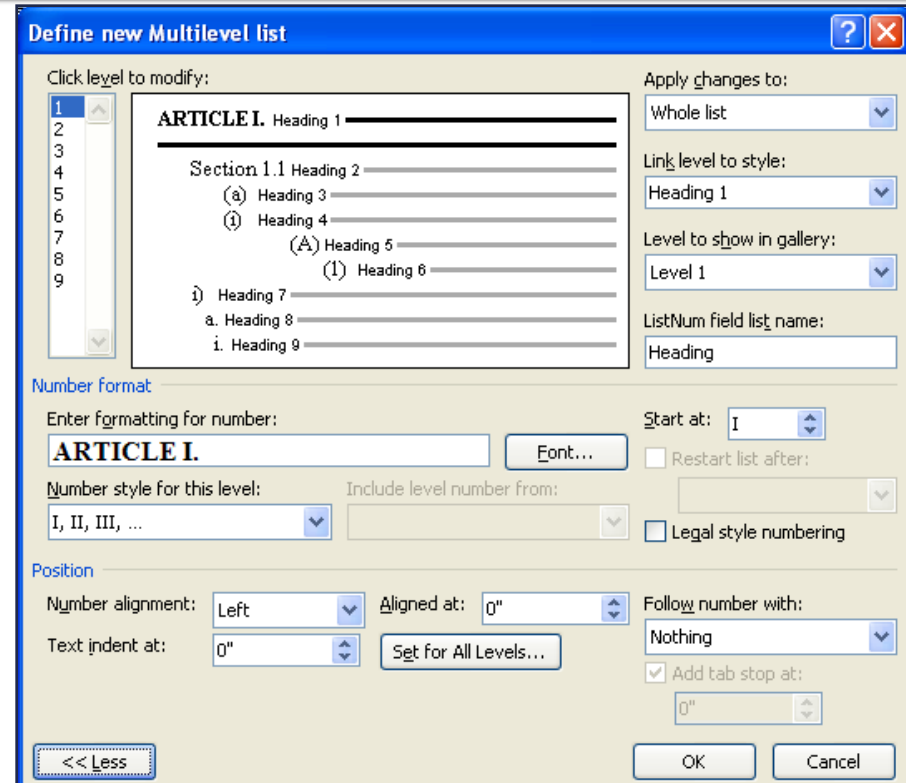 Define new Multilevel list
Click level to modify:
1
2
3
4
5
6
7
8
9
ARTICLE I. Heading 1
Section 1.1 Heading 2
(a) Heading 3
(i) Heading 4
(A) Heading 5
(1) Heading 6
i) Heading 7
a. Heading 8
i. Heading 9
Apply changes to:
Whole list
Link level to style:
Heading 1
Level to show in gallery:
Level 1
ListNum field list name:
Heading
Number format
Enter formatting for number:
ARTICLE I.
Font...
Start at: I
Restart list after:
Number style for this level:
I, II, III, ...
Include level number from:
Legal style numbering
Position
Number alignment: Left
Aligned at: 0"
Text indent at: 0"
Set for All Levels...
Follow number with:
Nothing
Add tab stop at:
0"
<< Less
OK
Cancel